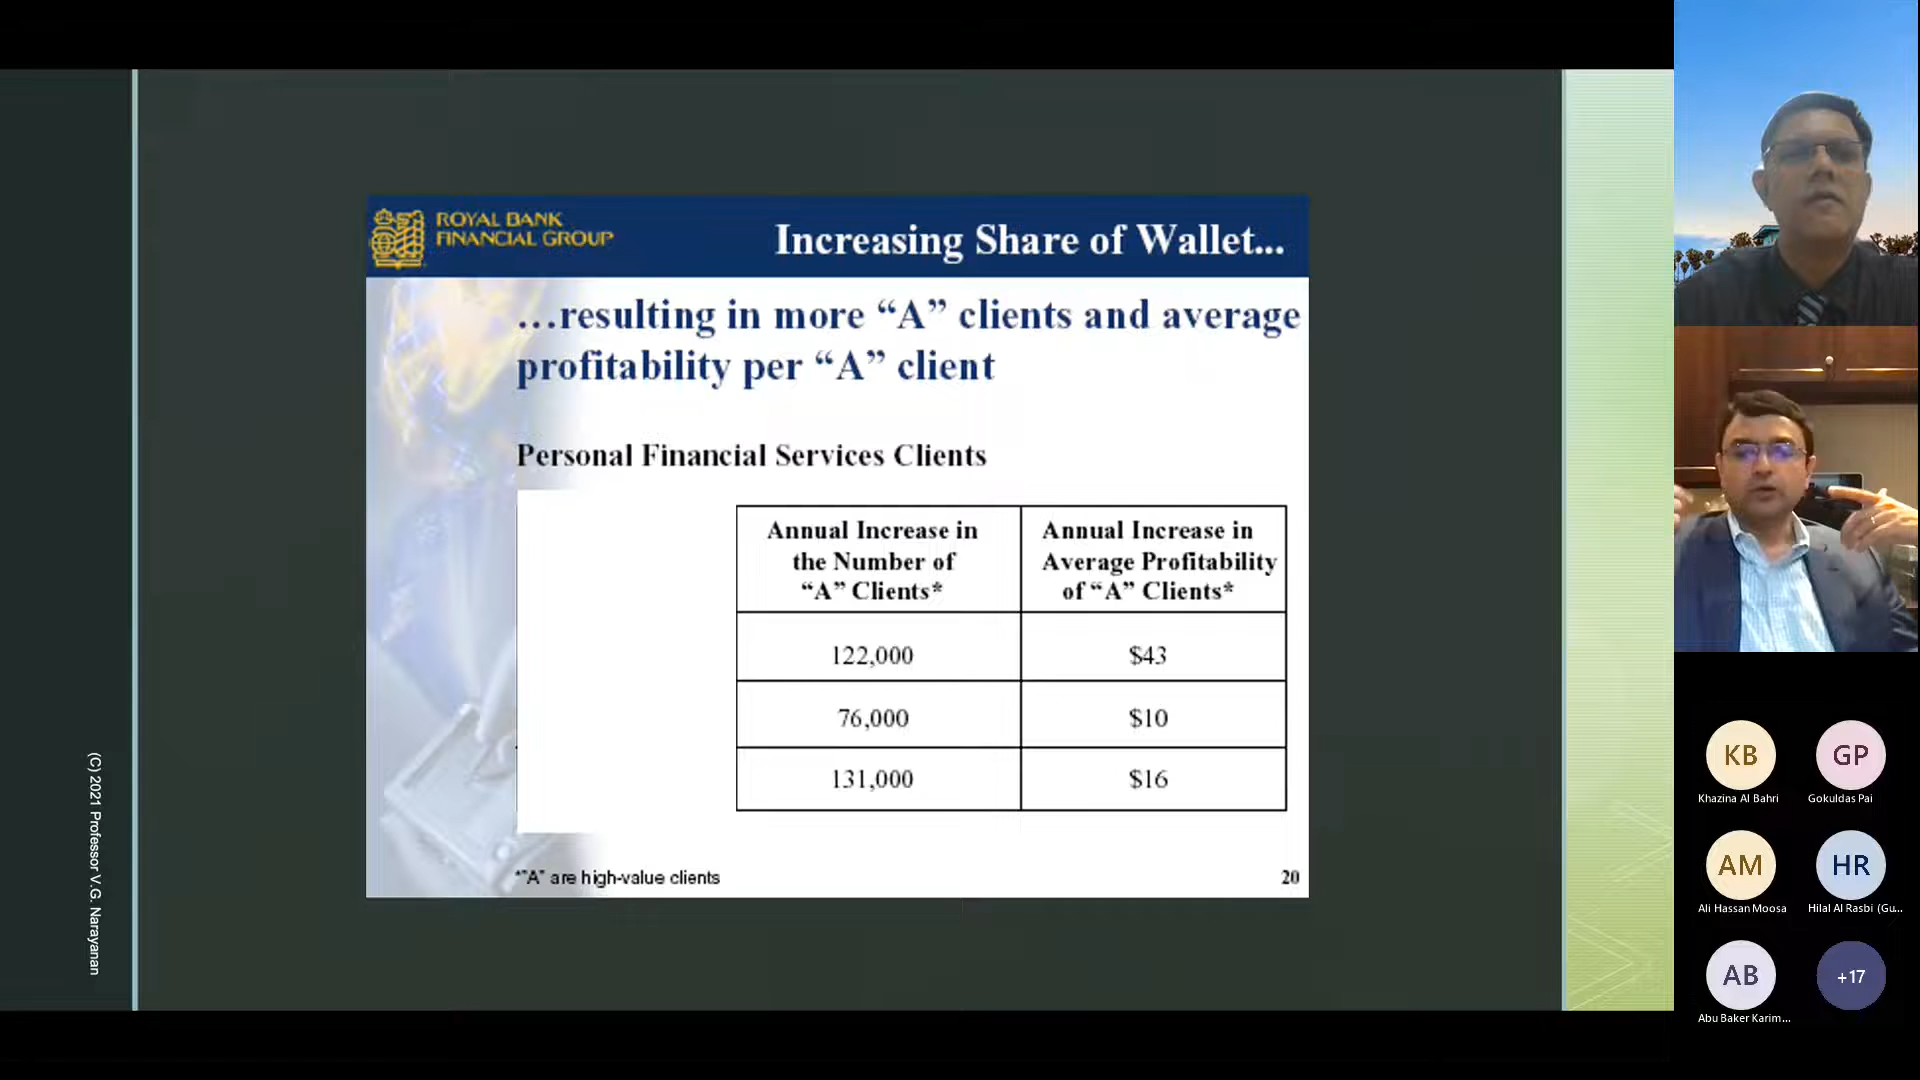 ROYAL BANK
FINANCIAL GROUP
Increasing Share of Wallet...
...resulting in more “A” clients and average
profitability per “A” client
Personal Financial Services Clients
Annual Increase in
the Number of
“A” Clients*
Annual Increase in
Average Profitability
of “A” Clients*
122,000
$43
76,000
$10
131,000
$16
*"A" are high-value clients
20
(C) 2021 Professor V.G. Narayanan
KB
Khazina Al Bahri
GP
Gokuldas Pai
AM
Ali Hassan Moosa
HR
Hilal Al Rasbi (Gu...
AB
Abu Baker Karim...
+17